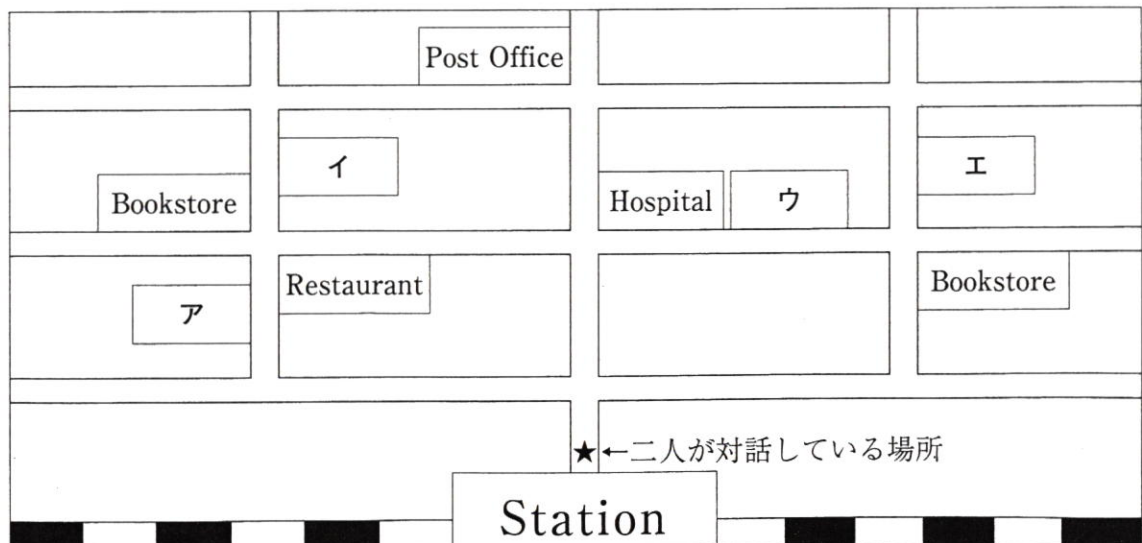 Post Office
イ
エ
Bookstore
Hospital
ウ
Restaurant
Bookstore
ア
★←二人が対話している場所
Station